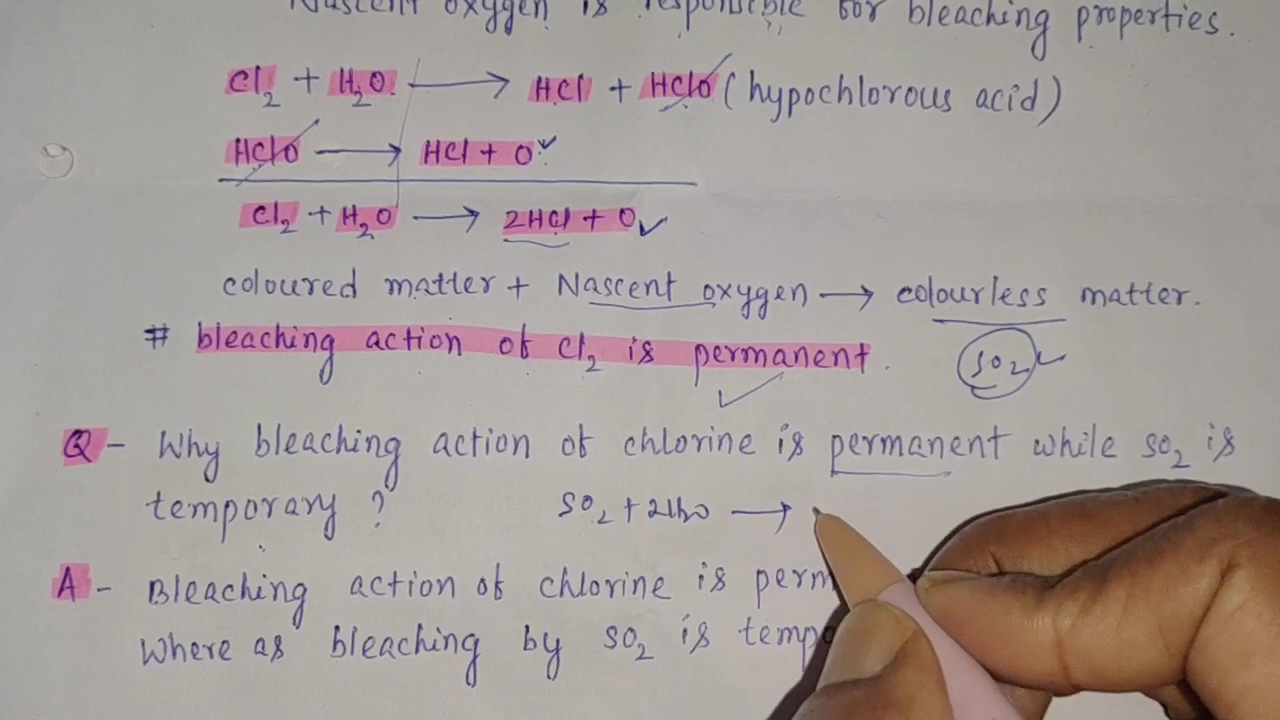 Nascent oxygen is responsible for bleaching properties.
Cl₂ + H₂O → HCl + HClO (hypochlorous acid)
HClO → HCl + O
Cl₂ + H₂O → 2HCl + O
coloured matter + Nascent oxygen → colourless matter.
# bleaching action of Cl₂ is permanent.
SO₂
Q - Why bleaching action of chlorine is permanent while SO₂ is
temporary ?
SO₂ + 2H₂O →
A - Bleaching action of chlorine is perm
Where as bleaching by SO₂ is tempo